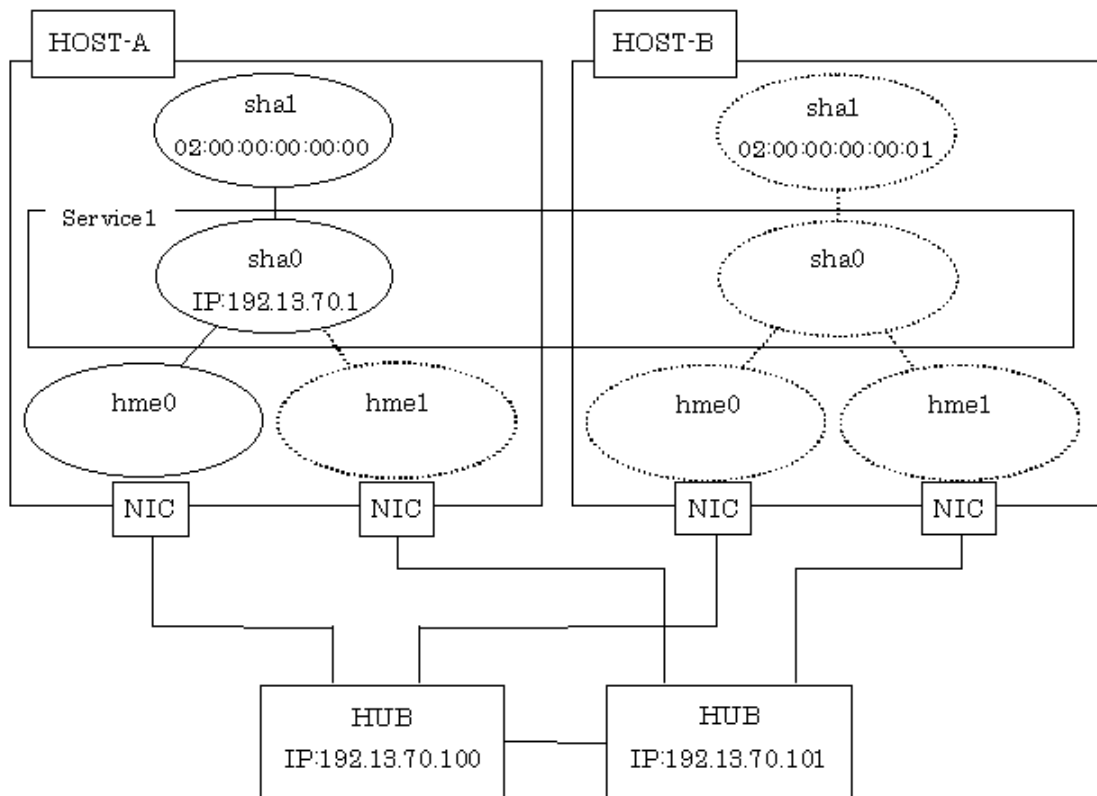 HOST-A
HOST-B
sha1
02:00:00:00:00:00
sha1
02:00:00:00:00:01
Service1
sha0
IP:192.13.70.1
sha0
hme0
hme1
hme0
hme1
NIC
NIC
NIC
NIC
HUB
IP:192.13.70.100
HUB
IP:192.13.70.101